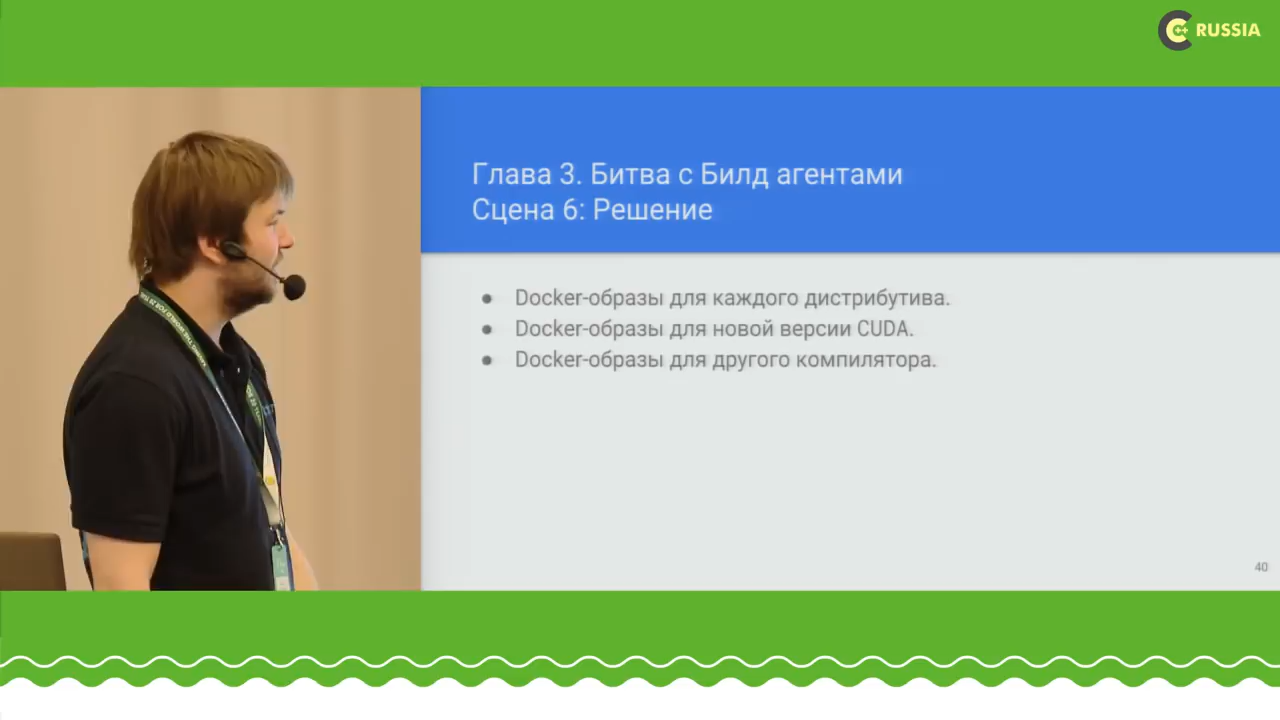 C++ RUSSIA
Глава 3. Битва с Билд агентами
Сцена 6: Решение
● Docker-образы для каждого дистрибутива.
● Docker-образы для новой версии CUDA.
● Docker-образы для другого компилятора.
40